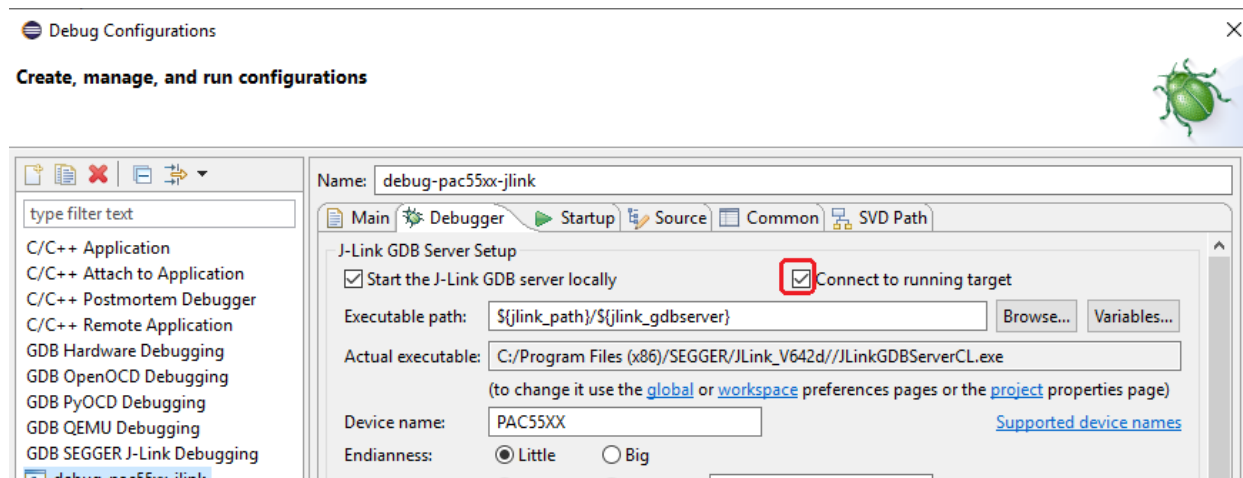 Debug Configurations
Create, manage, and run configurations
Name: debug-pac55xx-jlink
type filter text
Main Debugger Startup Source Common SVD Path
C/C++ Application
C/C++ Attach to Application
C/C++ Postmortem Debugger
C/C++ Remote Application
GDB Hardware Debugging
GDB OpenOCD Debugging
GDB PyOCD Debugging
GDB QEMU Debugging
GDB SEGGER J-Link Debugging
debug-pac55xx-jlink
J-Link GDB Server Setup
Start the J-Link GDB server locally Connect to running target
Executable path: ${jlink_path}/${jlink_gdbserver} Browse... Variables...
Actual executable: C:/Program Files (x86)/SEGGER/JLink_V642d//JLinkGDBServerCL.exe
(to change it use the global or workspace preferences pages or the project properties page)
Device name: PAC55XX Supported device names
Endianness: Little Big